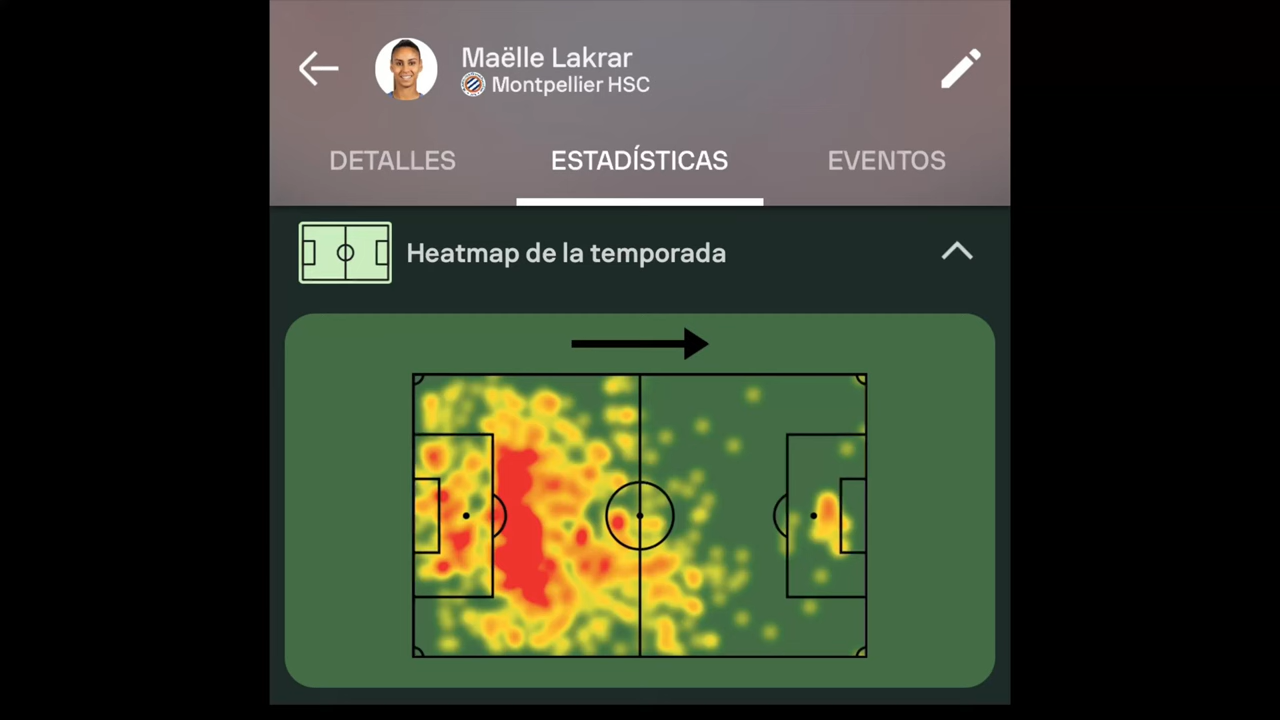 Maëlle Lakrar
Montpellier HSC
DETALLES
ESTADÍSTICAS
EVENTOS
Heatmap de la temporada